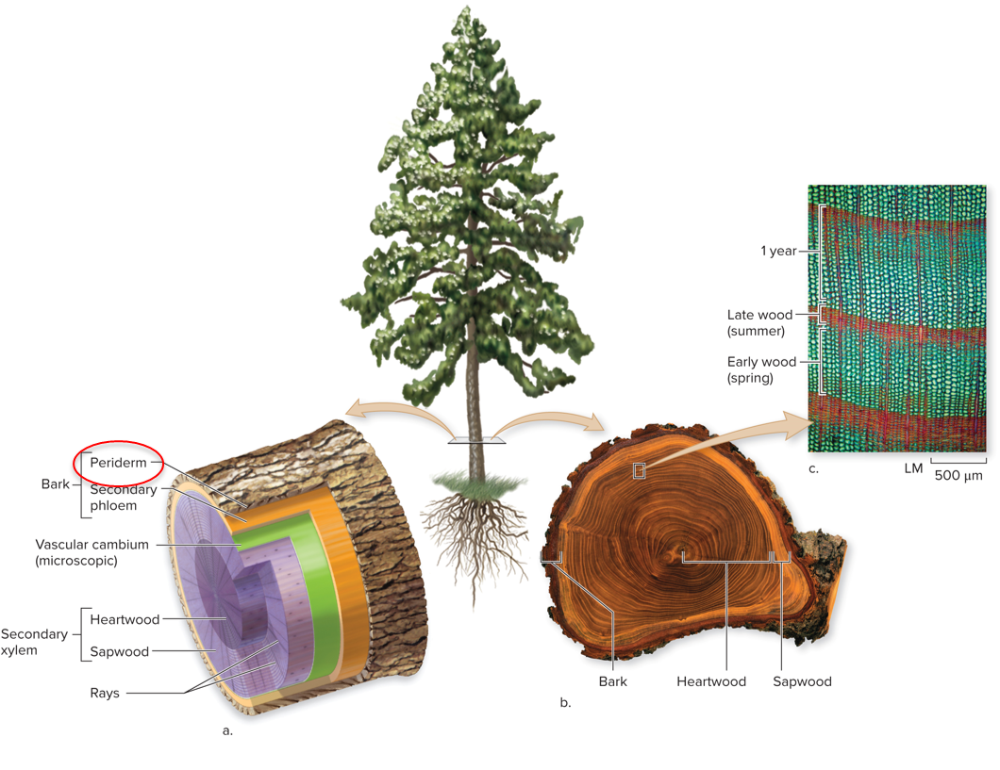 1 year
Late wood
(summer)
Early wood
(spring)
c.
LM
500 µm
Bark
Periderm
Secondary
phloem
Vascular cambium
(microscopic)
Secondary
xylem
Heartwood
Sapwood
Rays
a.
Bark
Heartwood
Sapwood
b.